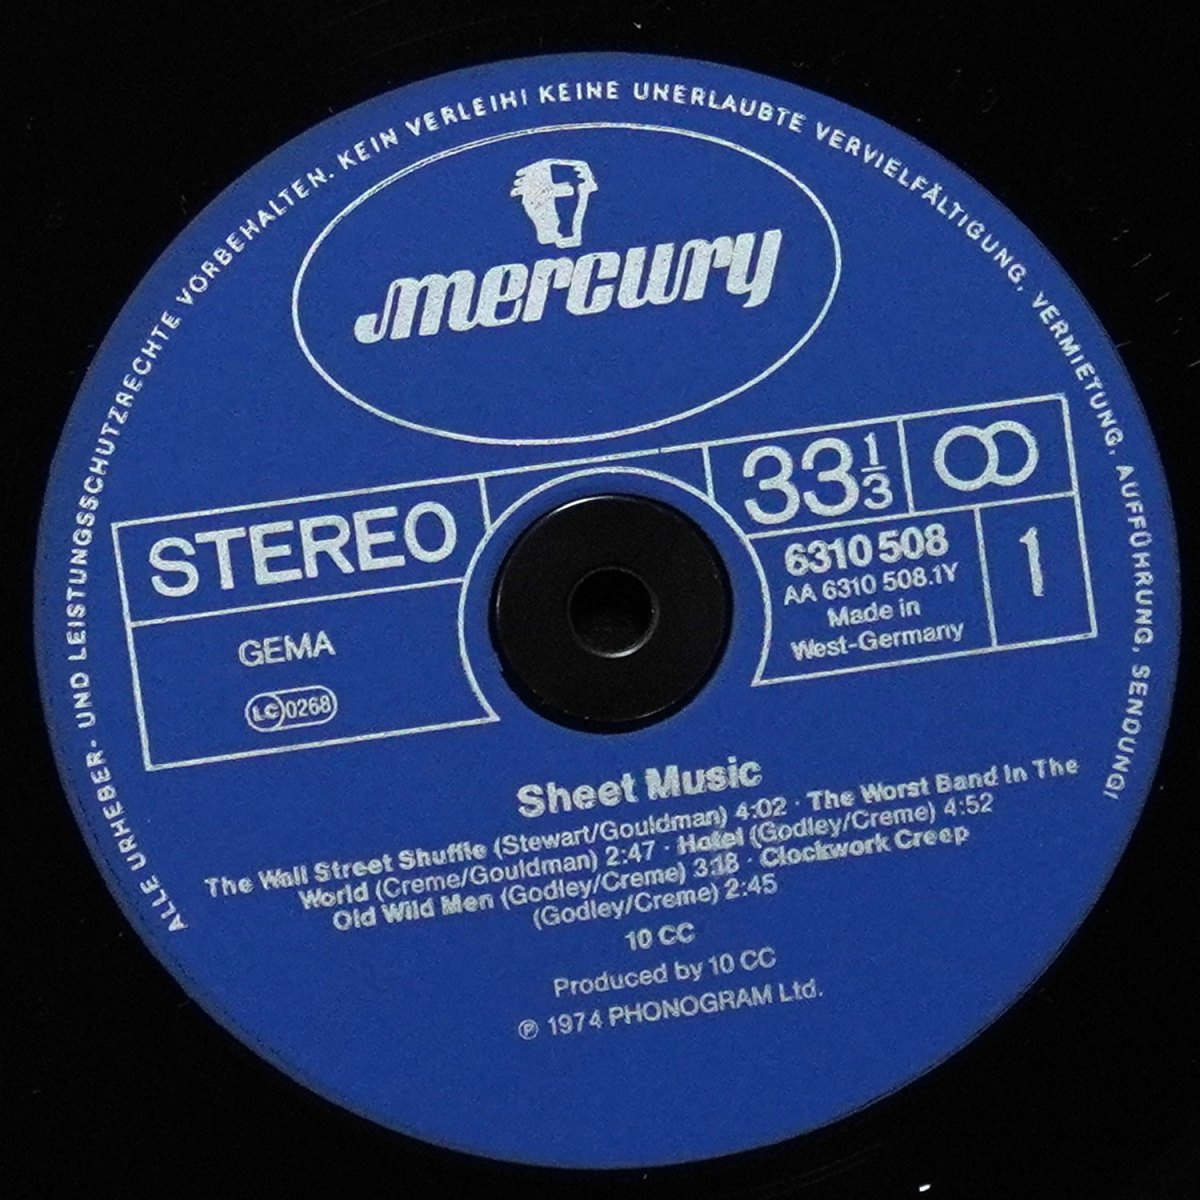 ALLE URHEBER- UND LEISTUNGSSCHUTZRECHTE VORBEHALTEN. KEIN VERLEIH! KEINE UNERLAUBTE VERVIELFÄLTIGUNG, VERMIETUNG, AUFFÜHRUNG, SENDUNG!
mercury
STEREO
GEMA
LC 0268
33 1/3
6310 508
AA 6310 508.1Y
Made in
West-Germany
1
Sheet Music
The Wall Street Shuffle (Stewart/Gouldman) 4:02 · The Worst Band In The
World (Creme/Gouldman) 2:47 · Hotel (Godley/Creme) 4:52
Old Wild Men (Godley/Creme) 3:18 · Clockwork Creep
(Godley/Creme) 2:45
10 CC
Produced by 10 CC
℗ 1974 PHONOGRAM Ltd.